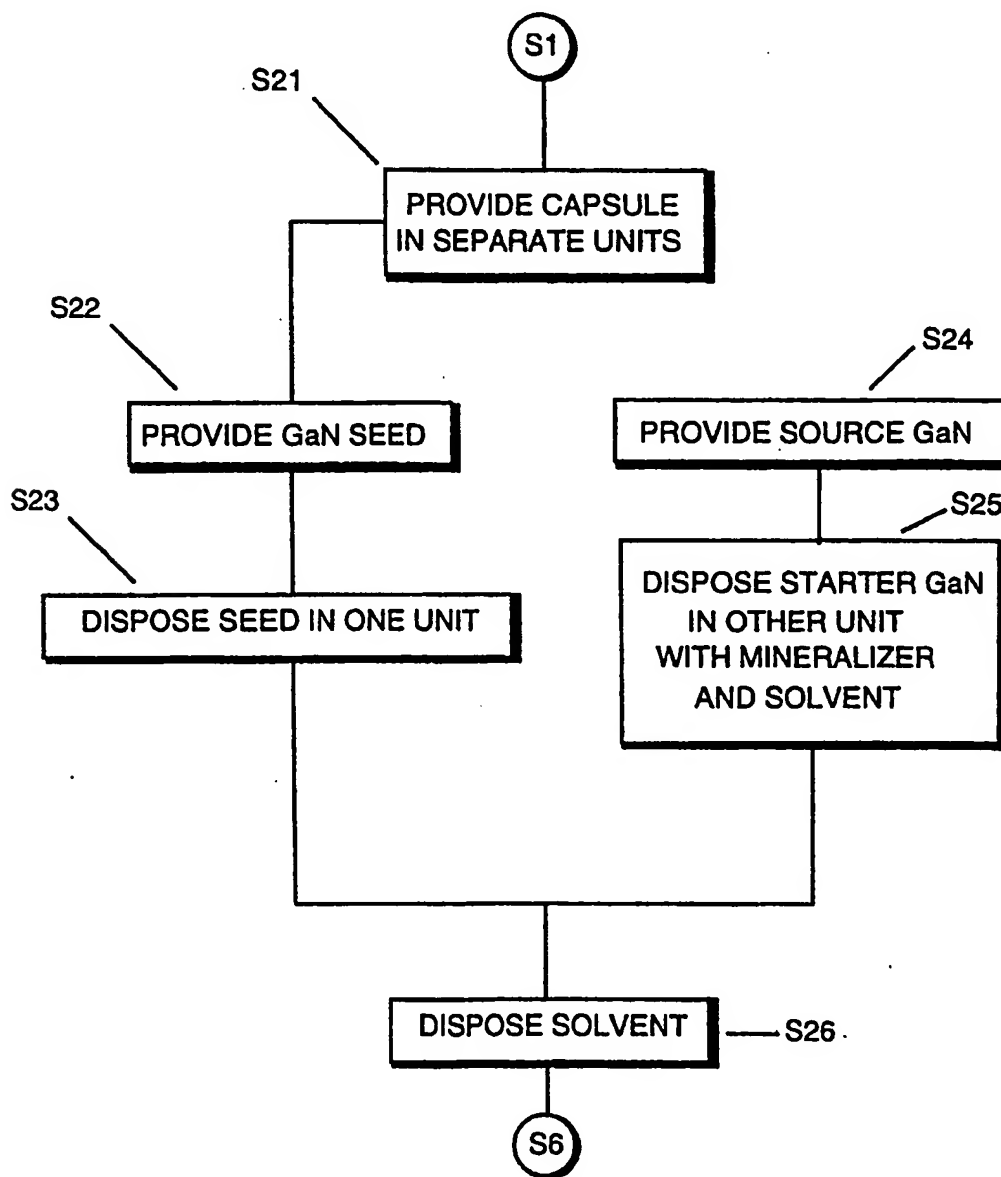 S1
S21
PROVIDE CAPSULE
IN SEPARATE UNITS
S22
S24
PROVIDE GaN SEED
PROVIDE SOURCE GaN
S23
S25
DISPOSE SEED IN ONE UNIT
DISPOSE STARTER GaN
IN OTHER UNIT
WITH MINERALIZER
AND SOLVENT
DISPOSE SOLVENT
S26
S6